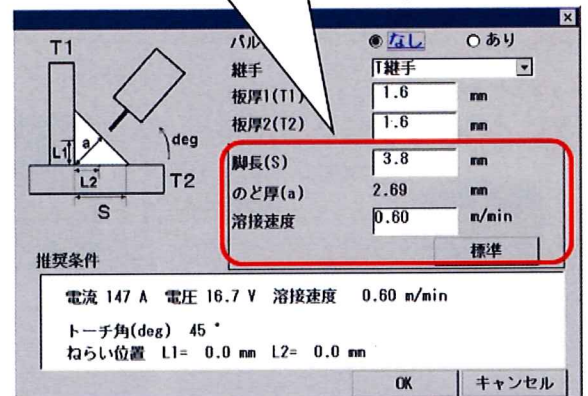 T1
deg
L1
a
L2
T2
S
パル
なし
あり
継手
T継手
板厚1(T1)
1.6
mm
板厚2(T2)
1.6
mm
脚長(S)
3.8
mm
のど厚(a)
2.69
mm
溶接速度
0.60
m/min
標準
推奨条件
電流 147 A 電圧 16.7 V 溶接速度 0.60 m/min
トーチ角(deg) 45 °
ねらい位置 L1= 0.0 mm L2= 0.0 mm
OK
キャンセル